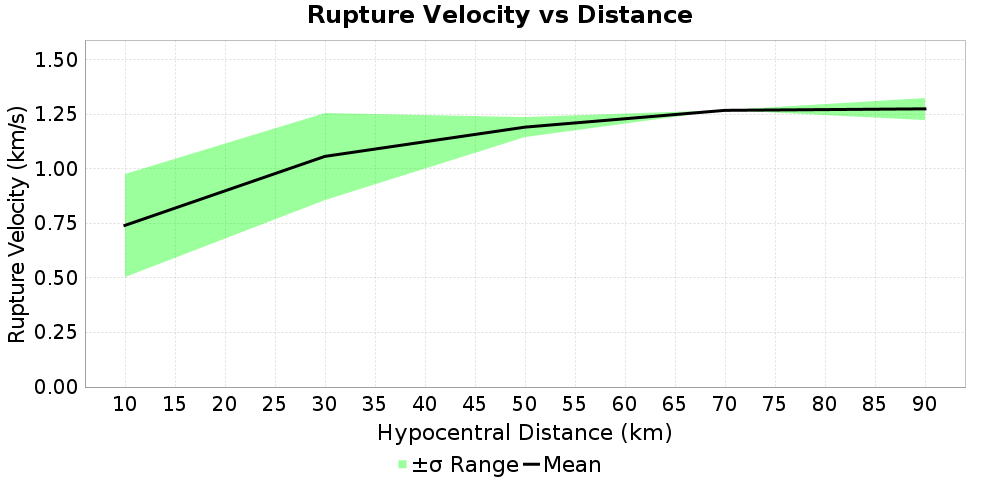 Rupture Velocity vs Distance
Rupture Velocity (km/s)
1.50
1.25
1.00
0.75
0.50
0.25
0.00
10 15 20 25 30 35 40 45 50 55 60 65 70 75 80 85 90
Hypocentral Distance (km)
±σ Range Mean